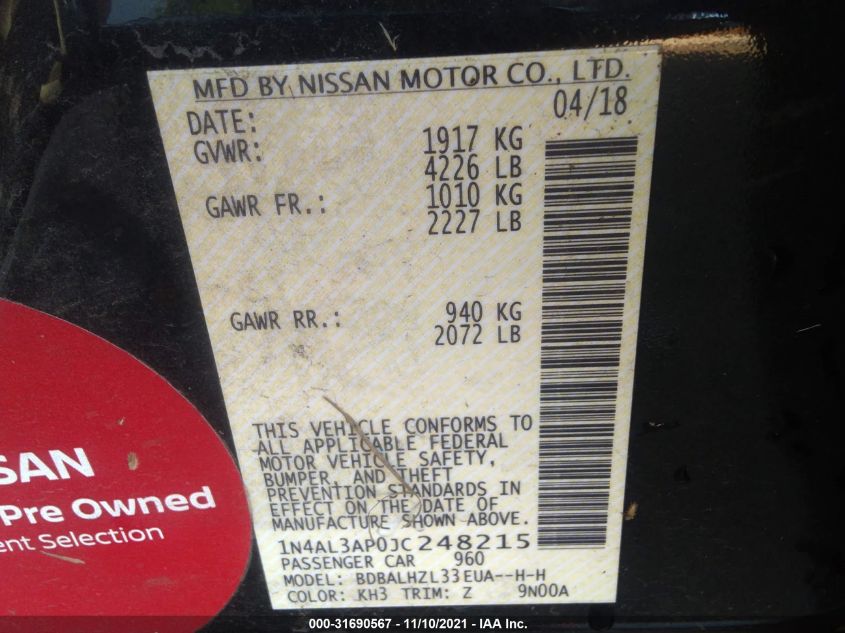 MFD BY NISSAN MOTOR CO., LTD.
DATE: 04/18
GVWR: 1917 KG
4226 LB
GAWR FR.: 1010 KG
2227 LB
GAWR RR.: 940 KG
2072 LB
THIS VEHICLE CONFORMS TO
ALL APPLICABLE FEDERAL
MOTOR VEHICLE SAFETY,
BUMPER, AND THEFT
PREVENTION STANDARDS IN
EFFECT ON THE DATE OF
MANUFACTURE SHOWN ABOVE.
1N4AL3AP0JC248215
PASSENGER CAR 960
MODEL: BDBALHZL33EUA--H-H
COLOR: KH3 TRIM: Z 9N00A
SAN
Pre Owned
ent Selection
000-31690567 - 11/10/2021 - IAA Inc.